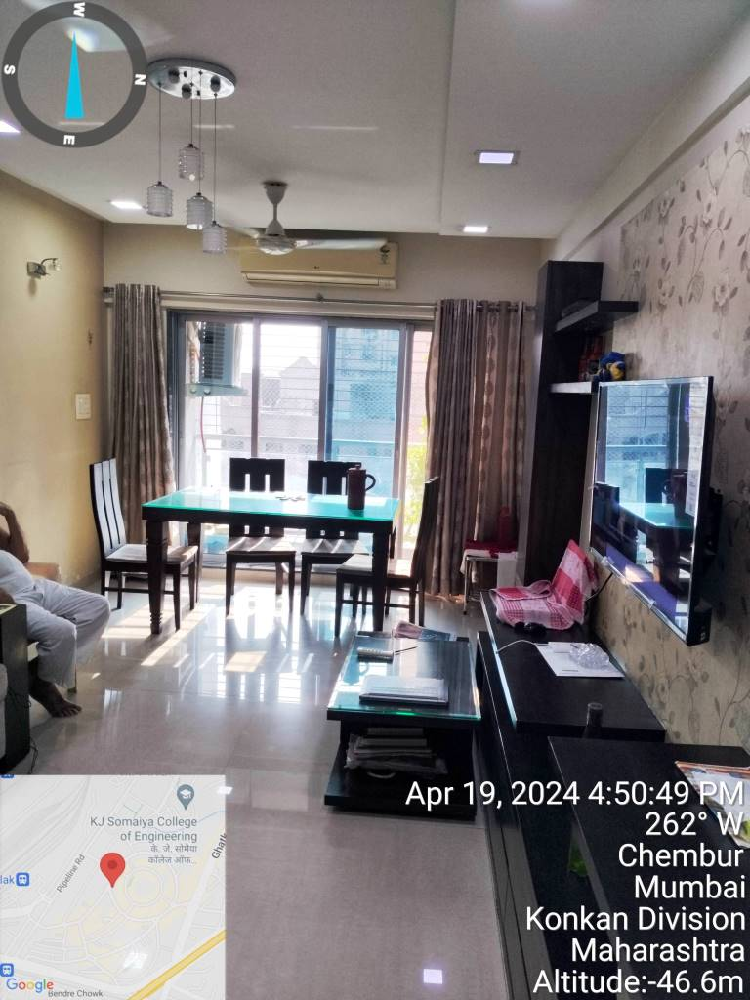 W
S
N
E
KJ Somaiya College
of Engineering
के. जे. सोमैया
कॉलेज ऑफ...
Pipeline Rd
Ghatk
lak
Google
Bendre Chowk
Apr 19, 2024 4:50:49 PM
262° W
Chembur
Mumbai
Konkan Division
Maharashtra
Altitude:-46.6m